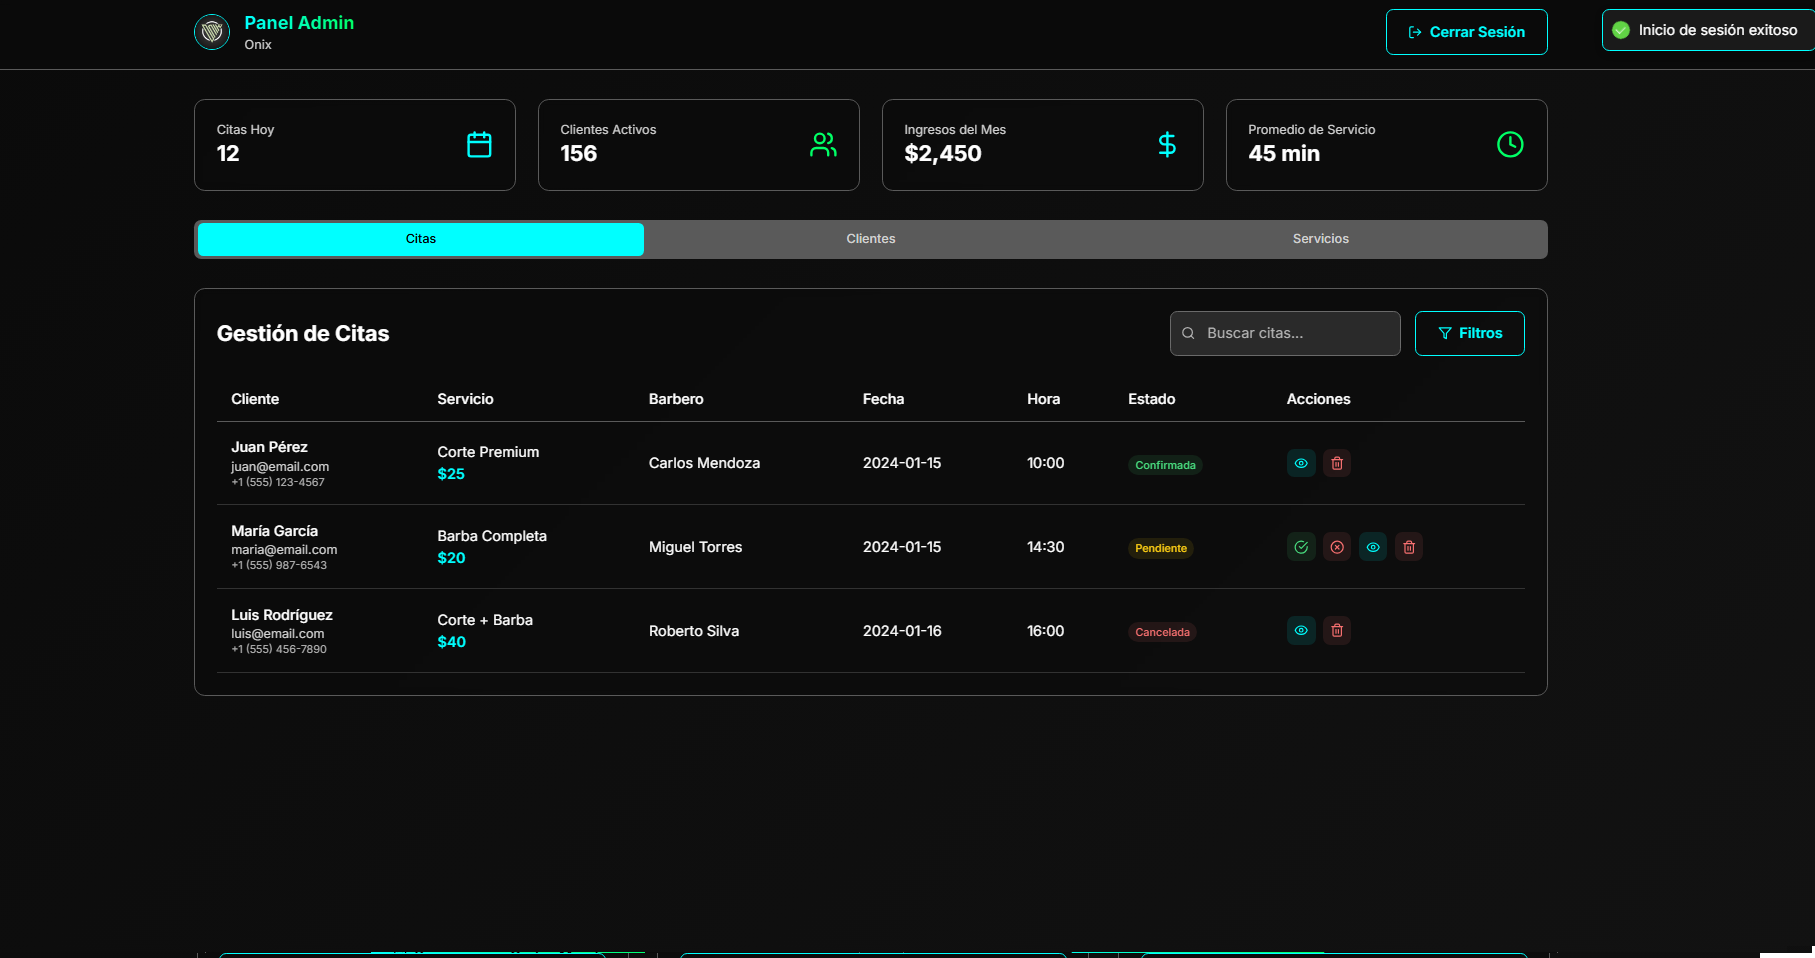 Panel Admin
Onix
Cerrar Sesión
Inicio de sesión exitoso
Citas Hoy
12
Clientes Activos
156
Ingresos del Mes
$2,450
Promedio de Servicio
45 min
Citas
Clientes
Servicios
Gestión de Citas
Buscar citas...
Filtros
Cliente Servicio Barbero Fecha Hora Estado Acciones
Juan Pérez
juan@email.com
+1 (555) 123-4567
Corte Premium
$25
Carlos Mendoza
2024-01-15
10:00
Confirmada
María García
maria@email.com
+1 (555) 987-6543
Barba Completa
$20
Miguel Torres
2024-01-15
14:30
Pendiente
Luis Rodríguez
luis@email.com
+1 (555) 456-7890
Corte + Barba
$40
Roberto Silva
2024-01-16
16:00
Cancelada